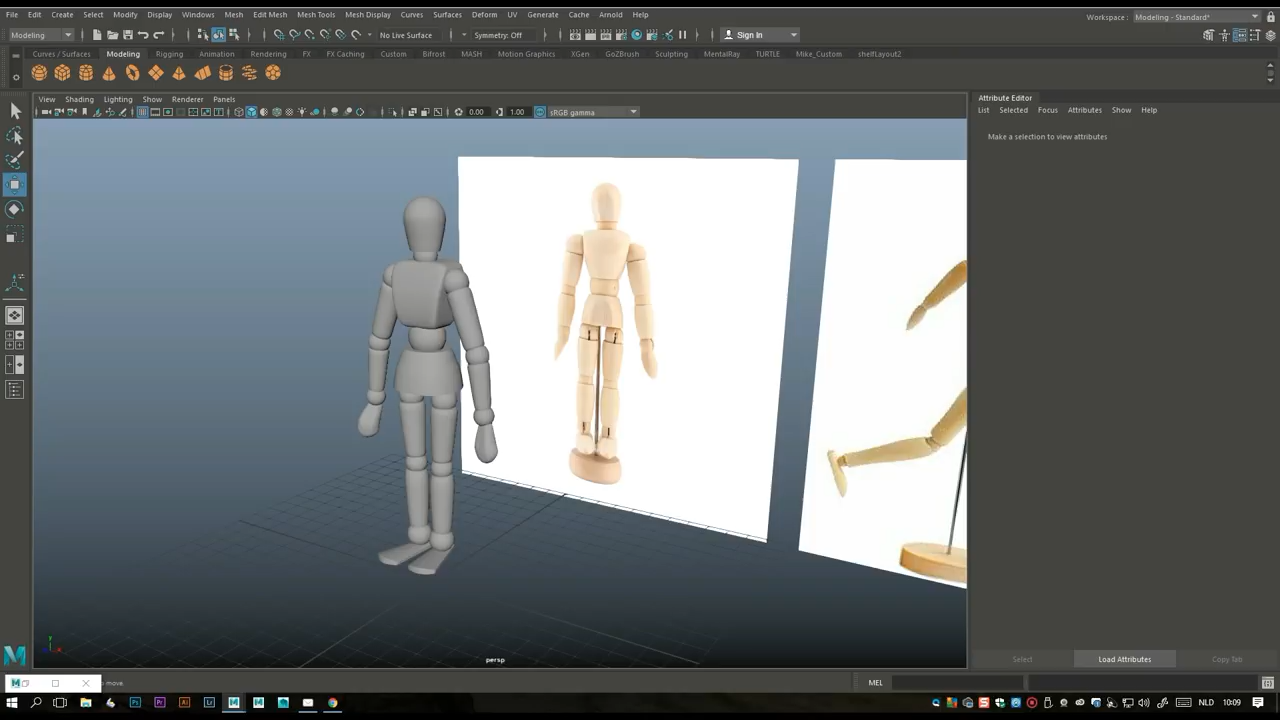 File Edit Create Select Modify Display Windows Mesh Edit Mesh Mesh Tools Mesh Display Curves Surfaces Deform UV Generate Cache Arnold Help
Workspace : Modeling - Standard*
Modeling No Live Surface Symmetry: Off Sign In
Curves / Surfaces Modeling Rigging Animation Rendering FX FX Caching Custom Bifrost MASH Motion Graphics XGen GoZBrush Sculpting MentalRay TURTLE Mike_Custom shelfLayout2
View Shading Lighting Show Renderer Panels
Attribute Editor
List Selected Focus Attributes Show Help
0.00 1.00 sRGB gamma
Make a selection to view attributes
persp
Select Load Attributes Copy Tab
move.
MEL
NLD 10:09